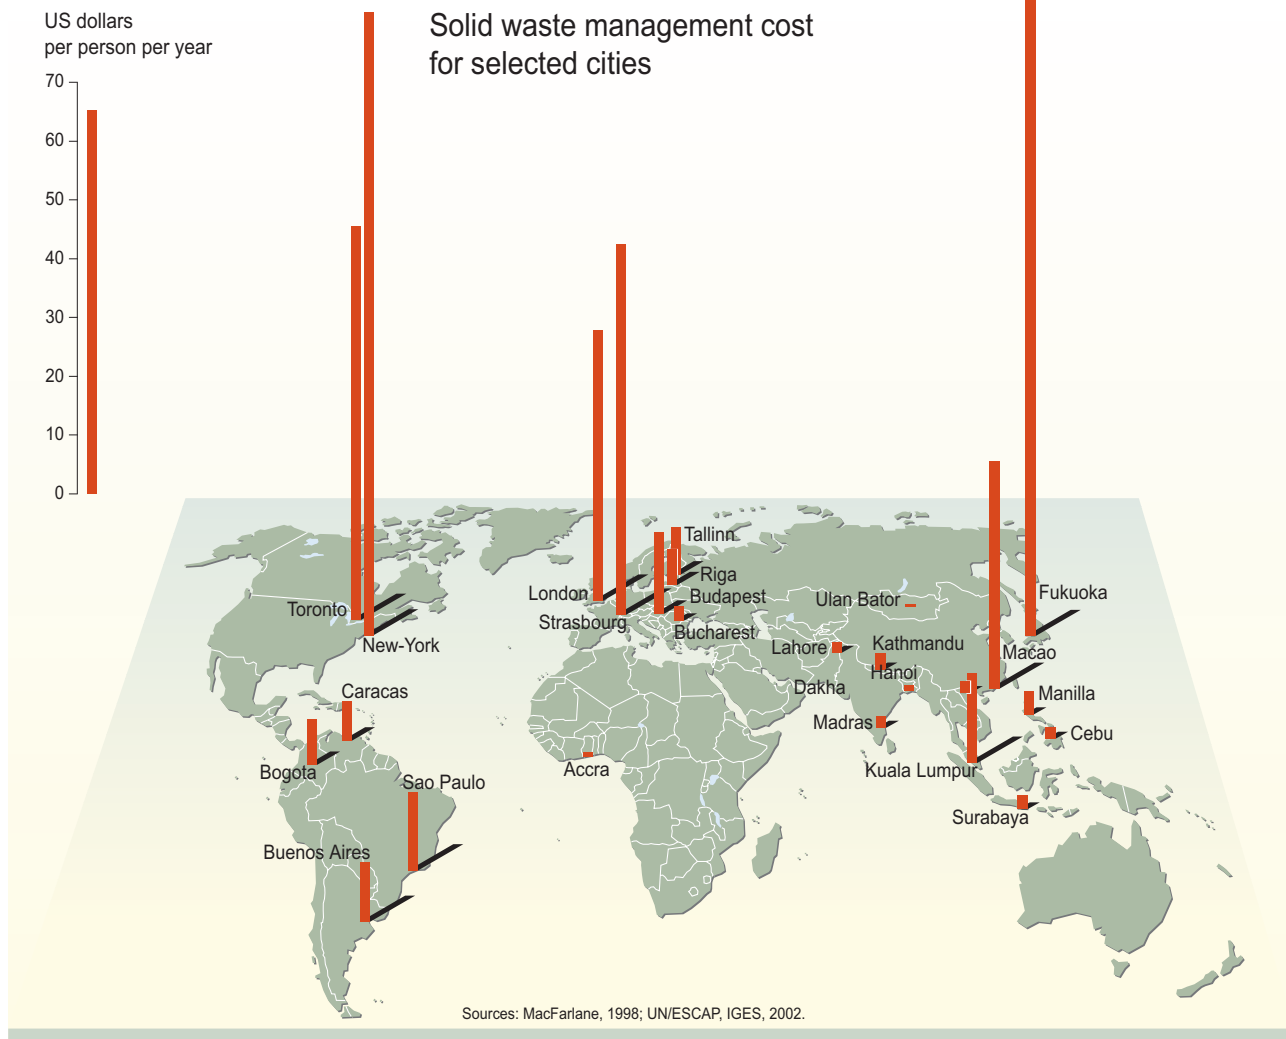 US dollars
per person per year
Solid waste management cost
for selected cities
70
60
50
40
30
20
10
0
Tallinn
Riga
London
Budapest
Ulan Bator
Fukuoka
Toronto
Strasbourg
Bucharest
New-York
Lahore
Kathmandu
Macao
Hanoi
Dakha
Caracas
Manilla
Madras
Cebu
Bogota
Accra
Kuala Lumpur
Sao Paulo
Surabaya
Buenos Aires
Sources: MacFarlane, 1998; UN/ESCAP, IGES, 2002.